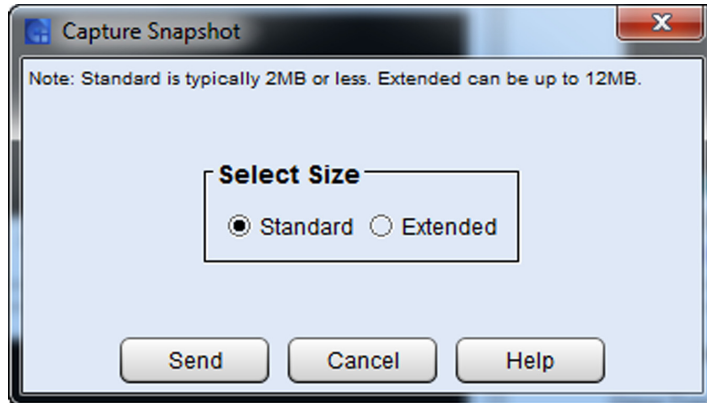 Capture Snapshot
Note: Standard is typically 2MB or less. Extended can be up to 12MB.
Select Size
Standard Extended
Send Cancel Help